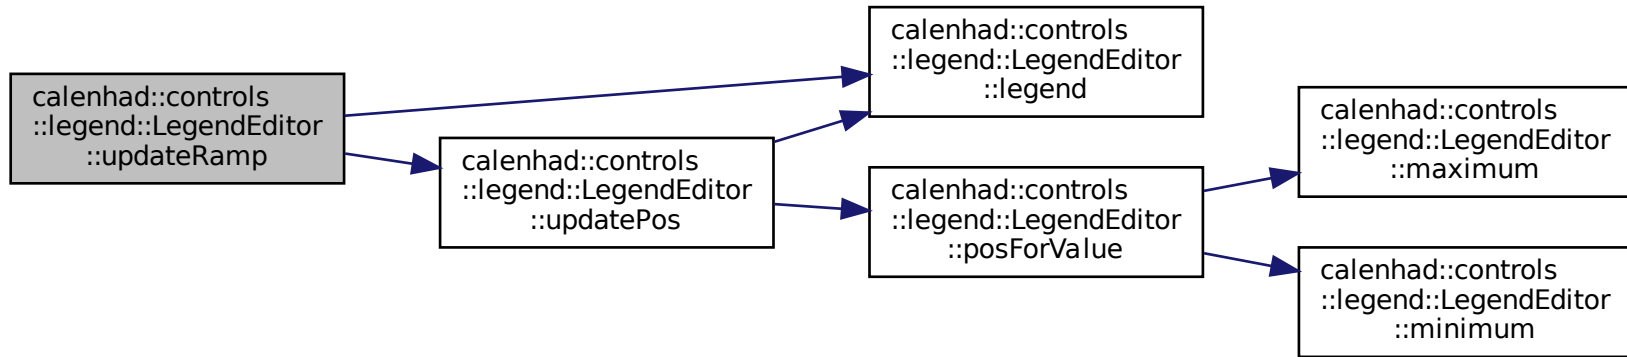 calenhad::controls
::legend::LegendEditor
::updateRamp
calenhad::controls
::legend::LegendEditor
::updatePos
calenhad::controls
::legend::LegendEditor
::legend
calenhad::controls
::legend::LegendEditor
::posForValue
calenhad::controls
::legend::LegendEditor
::maximum
calenhad::controls
::legend::LegendEditor
::minimum